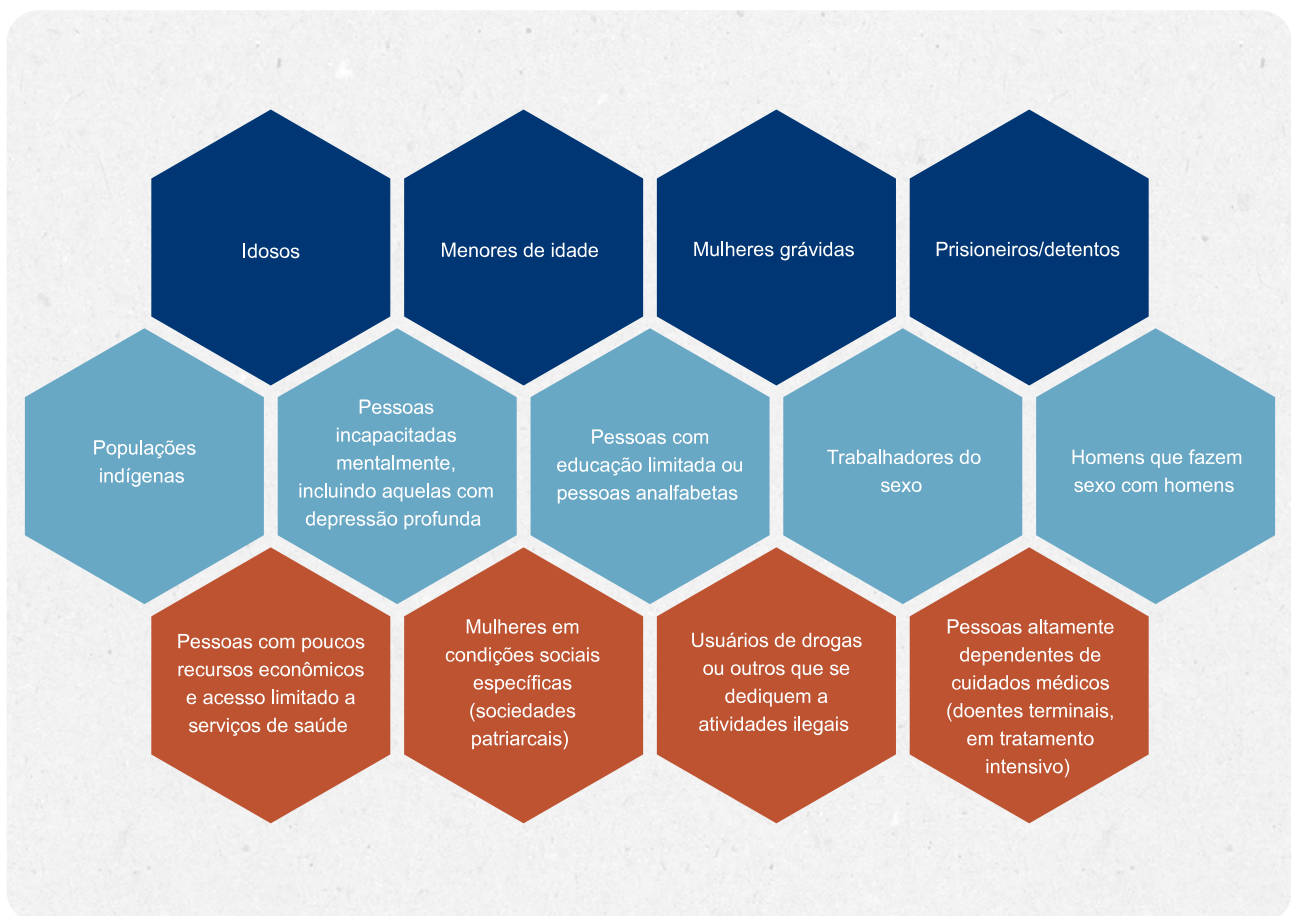 Idosos
Menores de idade
Mulheres grávidas
Prisioneiros/detentos
Populações
indígenas
Pessoas
incapacitadas
mentalmente,
incluindo aquelas com
depressão profunda
Pessoas com
educação limitada ou
pessoas analfabetas
Trabalhadores do
sexo
Homens que fazem
sexo com homens
Pessoas com poucos
recursos econômicos
e acesso limitado a
serviços de saúde
Mulheres em
condições sociais
específicas
(sociedades
patriarcais)
Usuários de drogas
ou outros que se
dediquem a
atividades ilegais
Pessoas altamente
dependentes de
cuidados médicos
(doentes terminais,
em tratamento
intensivo)